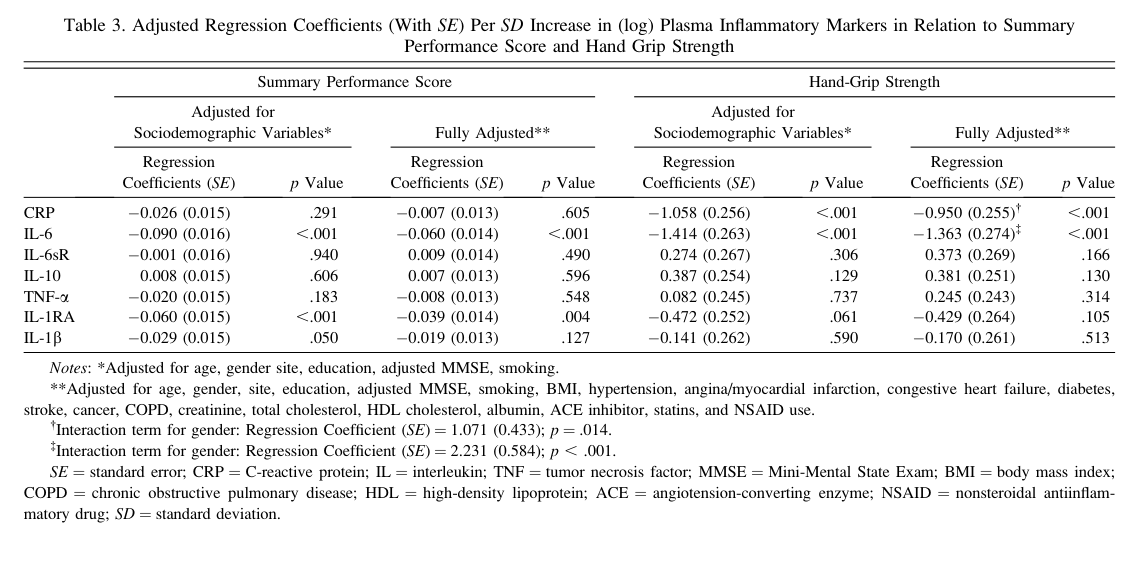 Table 3. Adjusted Regression Coefficients (With SE) Per SD Increase in (log) Plasma Inflammatory Markers in Relation to Summary
Performance Score and Hand Grip Strength
Summary Performance Score Hand-Grip Strength
Adjusted for Sociodemographic Variables* Fully Adjusted** Adjusted for Sociodemographic Variables* Fully Adjusted**
Regression Coefficients (SE) p Value Regression Coefficients (SE) p Value Regression Coefficients (SE) p Value Regression Coefficients (SE) p Value
CRP −0.026 (0.015) .291 −0.007 (0.013) .605 −1.058 (0.256) <.001 −0.950 (0.255)† <.001
IL-6 −0.090 (0.016) <.001 −0.060 (0.014) <.001 −1.414 (0.263) <.001 −1.363 (0.274)‡ <.001
IL-6sR −0.001 (0.016) .940 0.009 (0.014) .490 0.274 (0.267) .306 0.373 (0.269) .166
IL-10 0.008 (0.015) .606 0.007 (0.013) .596 0.387 (0.254) .129 0.381 (0.251) .130
TNF-α −0.020 (0.015) .183 −0.008 (0.013) .548 0.082 (0.245) .737 0.245 (0.243) .314
IL-1RA −0.060 (0.015) <.001 −0.039 (0.014) .004 −0.472 (0.252) .061 −0.429 (0.264) .105
IL-1β −0.029 (0.015) .050 −0.019 (0.013) .127 −0.141 (0.262) .590 −0.170 (0.261) .513
Notes: *Adjusted for age, gender site, education, adjusted MMSE, smoking.
**Adjusted for age, gender, site, education, adjusted MMSE, smoking, BMI, hypertension, angina/myocardial infarction, congestive heart failure, diabetes,
stroke, cancer, COPD, creatinine, total cholesterol, HDL cholesterol, albumin, ACE inhibitor, statins, and NSAID use.
†Interaction term for gender: Regression Coefficient (SE) = 1.071 (0.433); p = .014.
‡Interaction term for gender: Regression Coefficient (SE) = 2.231 (0.584); p < .001.
SE = standard error; CRP = C-reactive protein; IL = interleukin; TNF = tumor necrosis factor; MMSE = Mini-Mental State Exam; BMI = body mass index;
COPD = chronic obstructive pulmonary disease; HDL = high-density lipoprotein; ACE = angiotension-converting enzyme; NSAID = nonsteroidal antiinflam-
matory drug; SD = standard deviation.